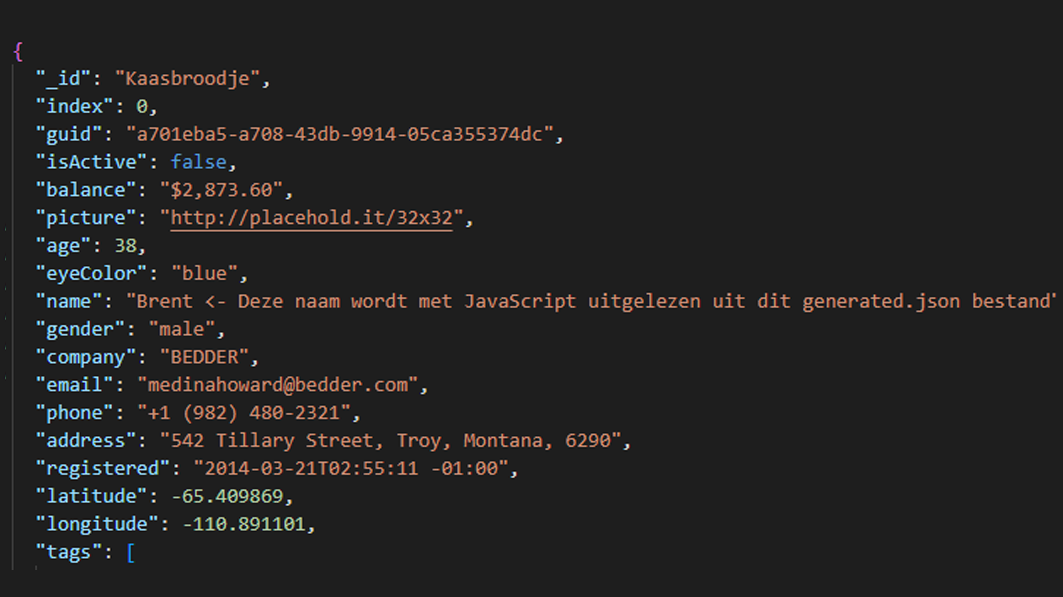 {
"_id": "Kaasbroodje",
"index": 0,
"guid": "a701eba5-a708-43db-9914-05ca355374dc",
"isActive": false,
"balance": "$2,873.60",
"picture": "http://placehold.it/32x32",
"age": 38,
"eyeColor": "blue",
"name": "Brent <- Deze naam wordt met JavaScript uitgelezen uit dit generated.json bestand"
"gender": "male",
"company": "BEDDER",
"email": "medinahoward@bedder.com",
"phone": "+1 (982) 480-2321",
"address": "542 Tillary Street, Troy, Montana, 6290",
"registered": "2014-03-21T02:55:11 -01:00",
"latitude": -65.409869,
"longitude": -110.891101,
"tags": [